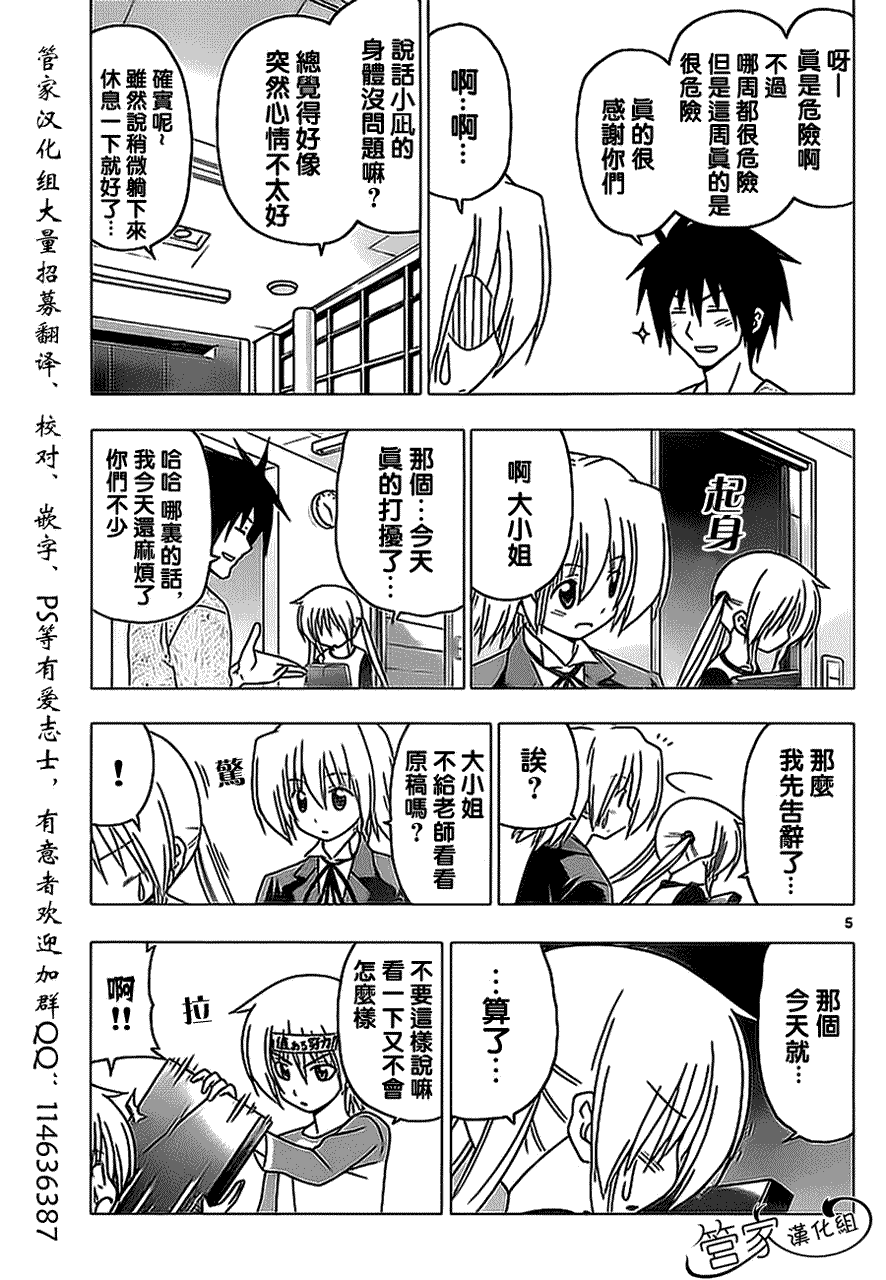 呀—
真是危險啊
不過
哪周都很危險
但是這周真的是
很危險
真的很
感謝你們
啊…啊…
說話小凪的
身體沒問題嘛?
總覺得好像
突然心情不太好
確實呢~
雖然說稍微躺下來
休息一下就好了…
起身
啊 大小姐
那個…今天
真的打擾了…
哈哈 哪裏的話,
我今天還麻煩了
你們不少
那麼
我先告辭了…
誒?
大小姐
不給老師看看
原稿嗎?
驚
!
5
那個
今天就…
…算了…
不要這樣說嘛
看一下又不會
怎麼樣
拉
啊!!
管家汉化组大量招募翻译、校对、嵌字、PS等有爱志士,有意者欢迎加群QQ:114636387
管家漢化組